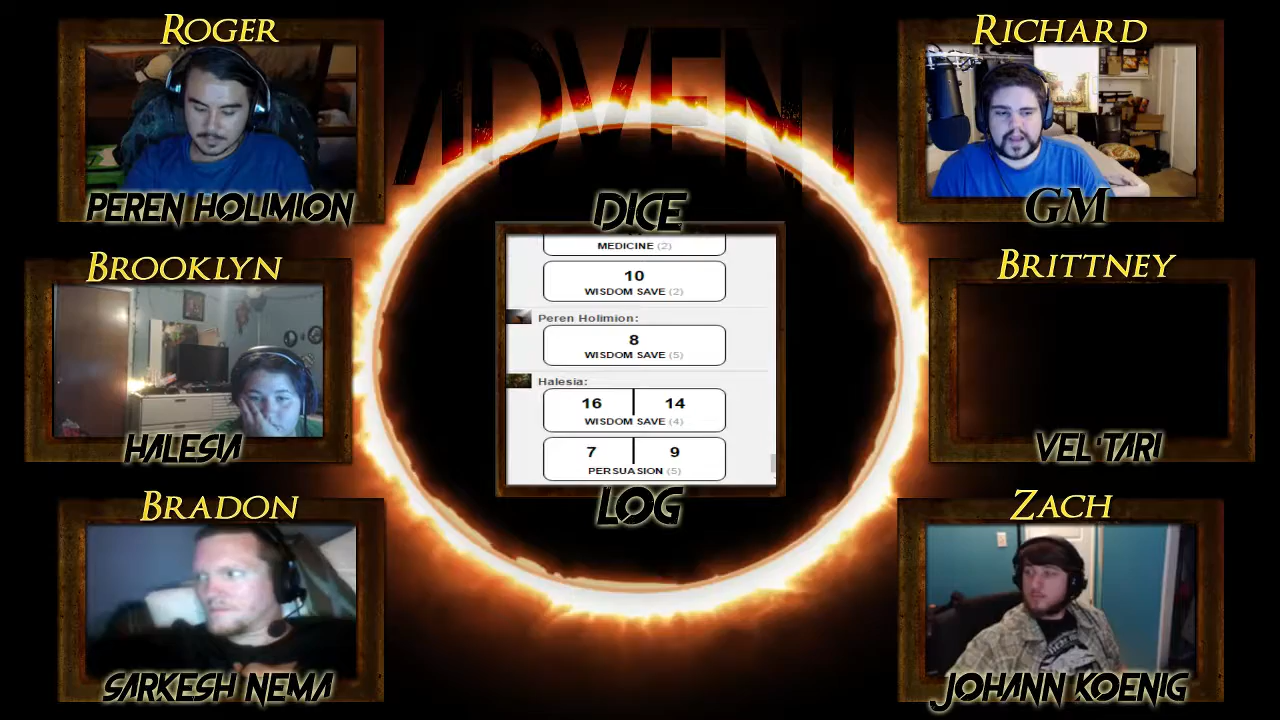 ADVENT
ROGER
PEREN HOLIMION
RICHARD
GM
BROOKLYN
HALESIA
BRITTNEY
VEL'TARI
BRADON
SARKESH NEMA
ZACH
JOHANN KOENIG
DICE
MEDICINE (2)
10
WISDOM SAVE (2)
Peren Holimion:
8
WISDOM SAVE (5)
Halesia:
16 14
WISDOM SAVE (4)
7 9
PERSUASION (5)
LOG